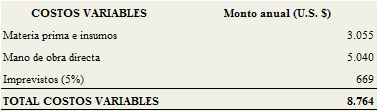 COSTOS VARIABLES Monto anual (U.S. $)
Materia prima e insumos 3.055
Mano de obra directa 5.040
Imprevistos (5%) 669
TOTAL COSTOS VARIABLES 8.764